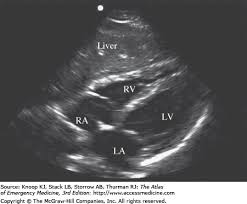 Liver
RV
RA
LV
LA
Source: Knoop KJ, Stack LB, Storrow AB, Thurman RJ: The Atlas
of Emergency Medicine, 3rd Edition: http://www.accessmedicine.com
Copyright © The McGraw-Hill Companies, Inc. All rights reserved.